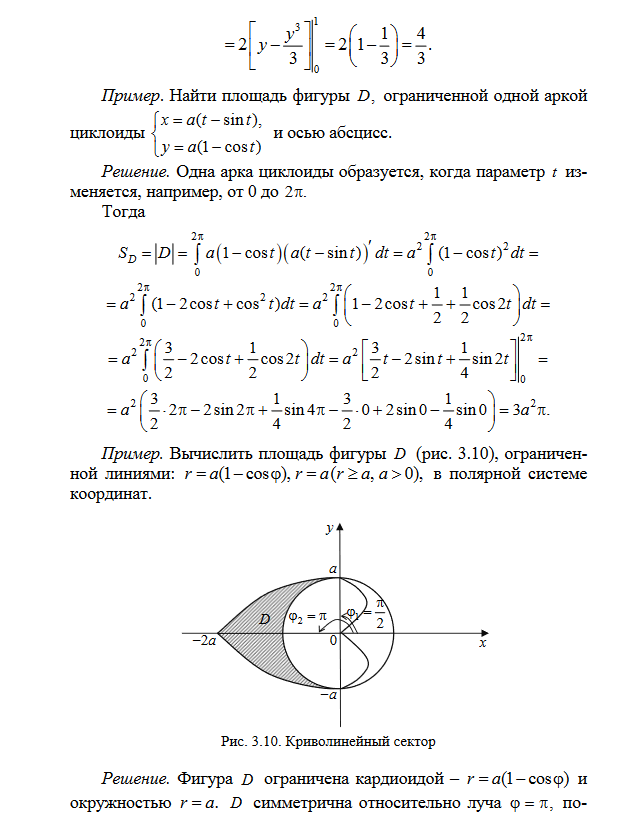 = 2[y − y³/3]|₀¹ = 2(1 − 1/3) = 4/3.
Пример. Найти площадь фигуры D, ограниченной одной аркой
циклоиды { x = a(t − sin t), y = a(1 − cos t) и осью абсцисс.
Решение. Одна арка циклоиды образуется, когда параметр t из-
меняется, например, от 0 до 2π.
Тогда
S_D = |D| = ∫₀^{2π} a(1 − cos t)(a(t − sin t))′ dt = a² ∫₀^{2π} (1 − cos t)² dt =
= a² ∫₀^{2π} (1 − 2cos t + cos² t)dt = a² ∫₀^{2π} (1 − 2cos t + 1/2 + 1/2 cos 2t) dt =
= a² ∫₀^{2π} (3/2 − 2cos t + 1/2 cos 2t) dt = a² [3/2 t − 2sin t + 1/4 sin 2t]|₀^{2π} =
= a² (3/2 · 2π − 2sin 2π + 1/4 sin 4π − 3/2 · 0 + 2sin 0 − 1/4 sin 0) = 3a²π.
Пример. Вычислить площадь фигуры D (рис. 3.10), ограничен-
ной линиями: r = a(1 − cos φ), r = a(r ≥ a, a > 0), в полярной системе
координат.
y
a
D φ₂ = π φ₁ = π/2
−2a 0 x
−a
Рис. 3.10. Криволинейный сектор
Решение. Фигура D ограничена кардиоидой – r = a(1 − cos φ) и
окружностью r = a. D симметрична относительно луча φ = π, по-